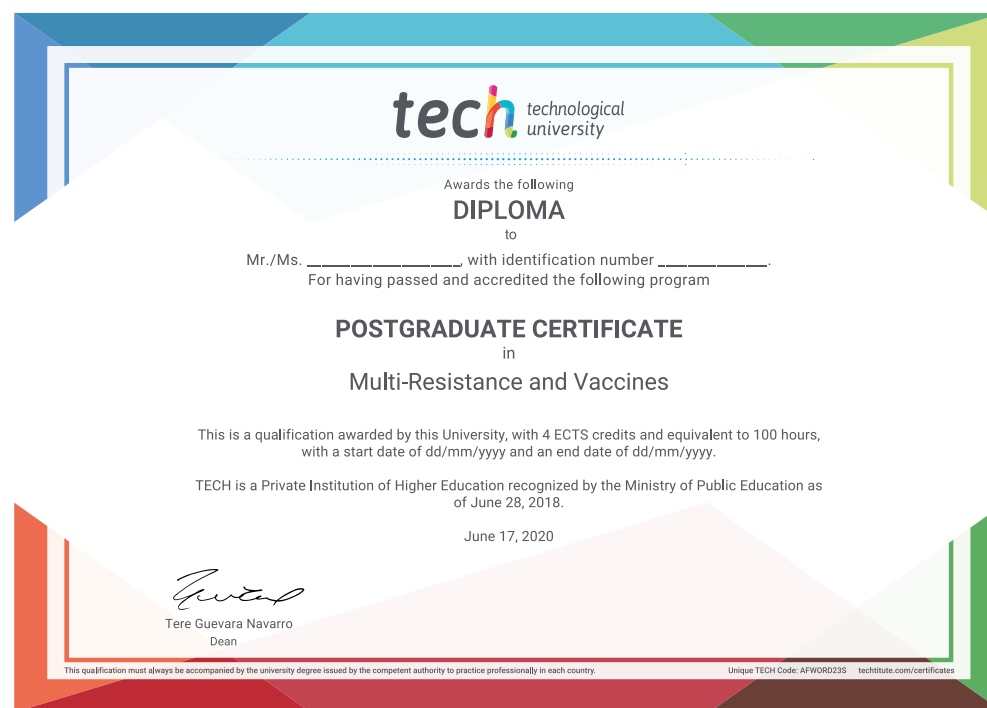 tech technological
university
Awards the following
DIPLOMA
to
Mr./Ms. ____________________, with identification number ______________.
For having passed and accredited the following program
POSTGRADUATE CERTIFICATE
in
Multi-Resistance and Vaccines
This is a qualification awarded by this University, with 4 ECTS credits and equivalent to 100 hours,
with a start date of dd/mm/yyyy and an end date of dd/mm/yyyy.
TECH is a Private Institution of Higher Education recognized by the Ministry of Public Education as
of June 28, 2018.
June 17, 2020
Tere Guevara Navarro
Dean
This qualification must always be accompanied by the university degree issued by the competent authority to practice professionally in each country. Unique TECH Code: AFWORD23S techtitute.com/certificates